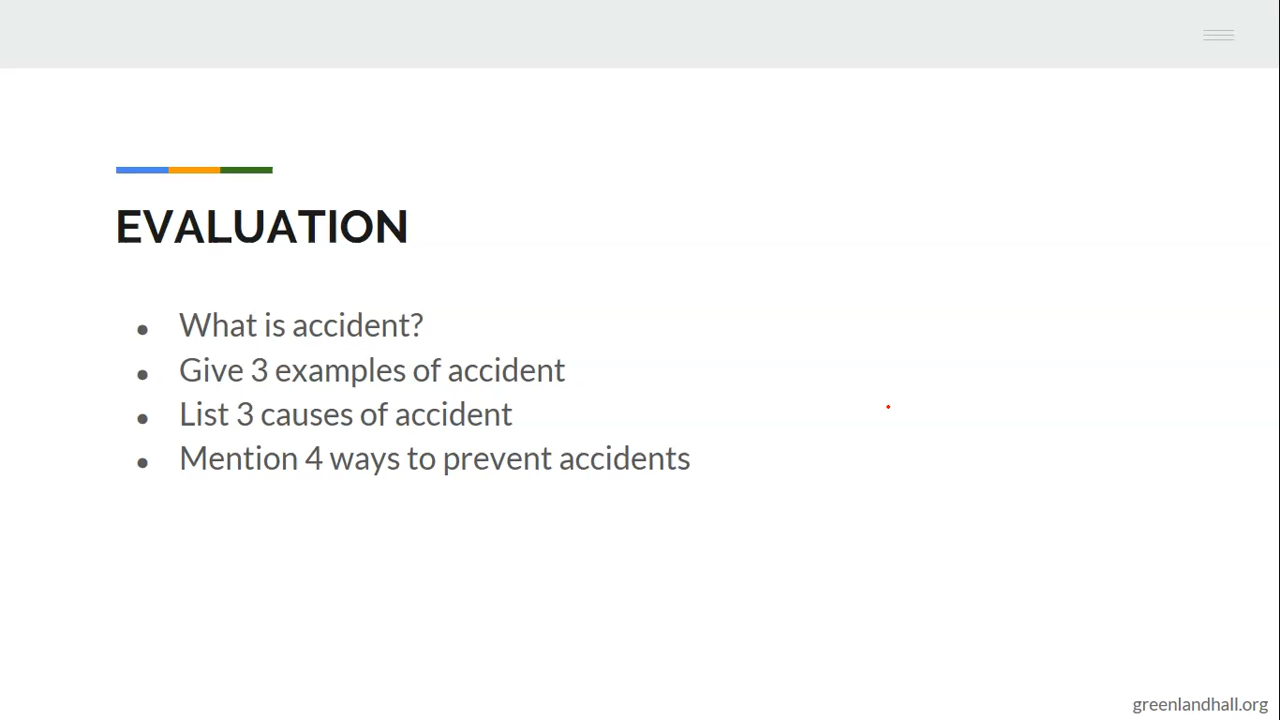 EVALUATION
● What is accident?
● Give 3 examples of accident
● List 3 causes of accident
● Mention 4 ways to prevent accidents
greenlandhall.org